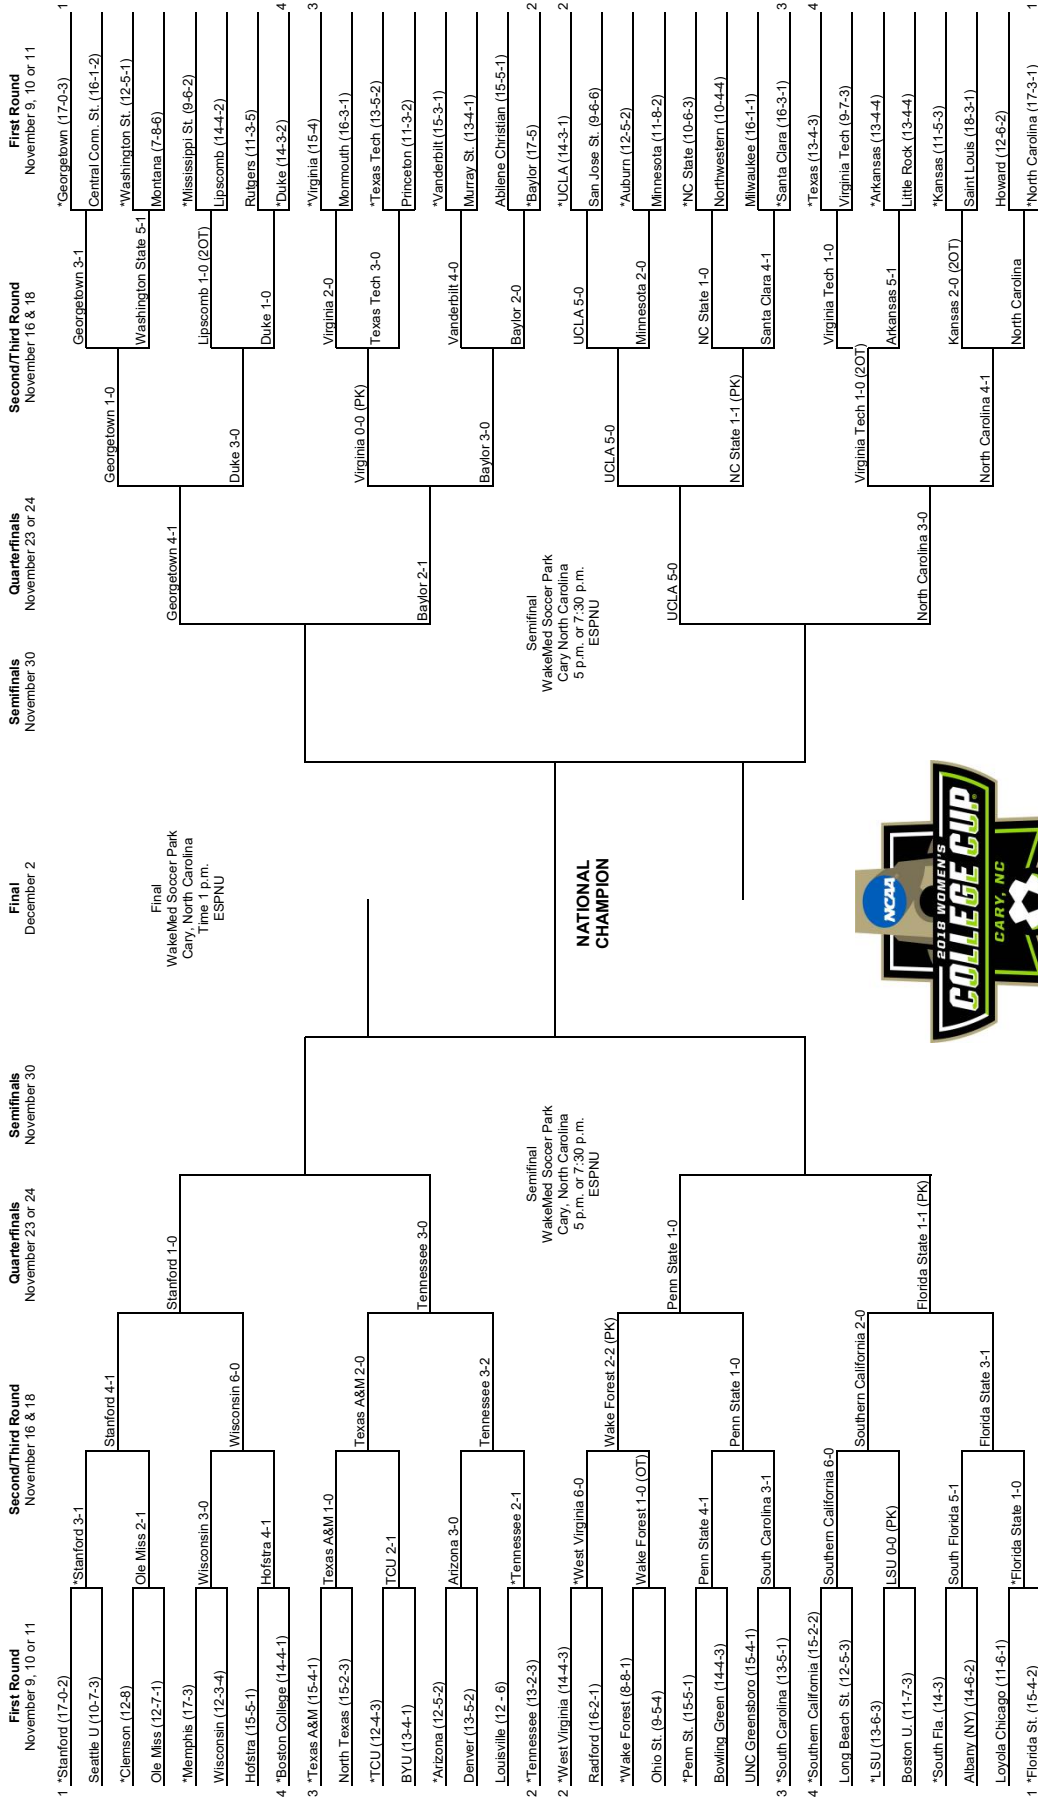 First Round
November 9, 10 or 11
Second/Third Round
November 16 & 18
Quarterfinals
November 23 or 24
Semifinals
November 30
Final
December 2
Semifinals
November 30
Quarterfinals
November 23 or 24
Second/Third Round
November 16 & 18
First Round
November 9, 10 or 11
1 *Stanford (17-0-2)
Seattle U (10-7-3)
*Clemson (12-8)
Ole Miss (12-7-1)
*Memphis (17-3)
Wisconsin (12-3-4)
Hofstra (15-5-1)
4 *Boston College (14-4-1)
3 *Texas A&M (15-4-1)
North Texas (15-2-3)
*TCU (12-4-3)
BYU (13-4-1)
*Arizona (12-5-2)
Denver (13-5-2)
Louisville (12 - 6)
2 *Tennessee (13-2-3)
2 *West Virginia (14-4-3)
Radford (16-2-1)
*Wake Forest (8-8-1)
Ohio St. (9-5-4)
*Penn St. (15-5-1)
Bowling Green (14-4-3)
UNC Greensboro (15-4-1)
3 *South Carolina (13-5-1)
4 *Southern California (15-2-2)
Long Beach St. (12-5-3)
*LSU (13-6-3)
Boston U. (11-7-3)
*South Fla. (14-3)
Albany (NY) (14-6-2)
Loyola Chicago (11-6-1)
1 *Florida St. (15-4-2)
*Stanford 3-1
Ole Miss 2-1
Wisconsin 3-0
Hofstra 4-1
Texas A&M 1-0
TCU 2-1
Arizona 3-0
*Tennessee 2-1
*West Virginia 6-0
Wake Forest 1-0 (OT)
Penn State 4-1
South Carolina 3-1
Southern California 6-0
LSU 0-0 (PK)
South Florida 5-1
*Florida State 1-0
Stanford 4-1
Wisconsin 6-0
Texas A&M 2-0
Tennessee 3-2
Wake Forest 2-2 (PK)
Penn State 1-0
Southern California 2-0
Florida State 3-1
Stanford 1-0
Tennessee 3-0
Penn State 1-0
Florida State 1-1 (PK)
Semifinal
WakeMed Soccer Park
Cary, North Carolina
5 p.m. or 7:30 p.m.
ESPNU
Final
WakeMed Soccer Park
Cary, North Carolina
Time 1 p.m.
ESPNU
NATIONAL
CHAMPION
NCAA
2018 WOMEN'S
COLLEGE CUP
CARY, NC
Semifinal
WakeMed Soccer Park
Cary North Carolina
5 p.m. or 7:30 p.m.
ESPNU
Georgetown 4-1
Baylor 2-1
UCLA 5-0
North Carolina 3-0
Georgetown 1-0
Duke 3-0
Virginia 0-0 (PK)
Baylor 3-0
UCLA 5-0
NC State 1-1 (PK)
Virginia Tech 1-0 (2OT)
North Carolina 4-1
Georgetown 3-1
Washington State 5-1
Lipscomb 1-0 (2OT)
Duke 1-0
Virginia 2-0
Texas Tech 3-0
Vanderbilt 4-0
Baylor 2-0
UCLA 5-0
Minnesota 2-0
NC State 1-0
Santa Clara 4-1
Virginia Tech 1-0
Arkansas 5-1
Kansas 2-0 (2OT)
North Carolina
*Georgetown (17-0-3) 1
Central Conn. St. (16-1-2)
*Washington St. (12-5-1)
Montana (7-8-6)
*Mississippi St. (9-6-2)
Lipscomb (14-4-2)
Rutgers (11-3-5)
*Duke (14-3-2) 4
*Virginia (15-4) 3
Monmouth (16-3-1)
*Texas Tech (13-5-2)
Princeton (11-3-2)
*Vanderbilt (15-3-1)
Murray St. (13-4-1)
Abilene Christian (15-5-1)
*Baylor (17-5) 2
*UCLA (14-3-1) 2
San Jose St. (9-6-6)
*Auburn (12-5-2)
Minnesota (11-8-2)
*NC State (10-6-3)
Northwestern (10-4-4)
Milwaukee (16-1-1)
*Santa Clara (16-3-1) 3
*Texas (13-4-3) 4
Virginia Tech (9-7-3)
*Arkansas (13-4-4)
Little Rock (13-4-4)
*Kansas (11-5-3)
Saint Louis (18-3-1)
Howard (12-6-2)
*North Carolina (17-3-1) 1